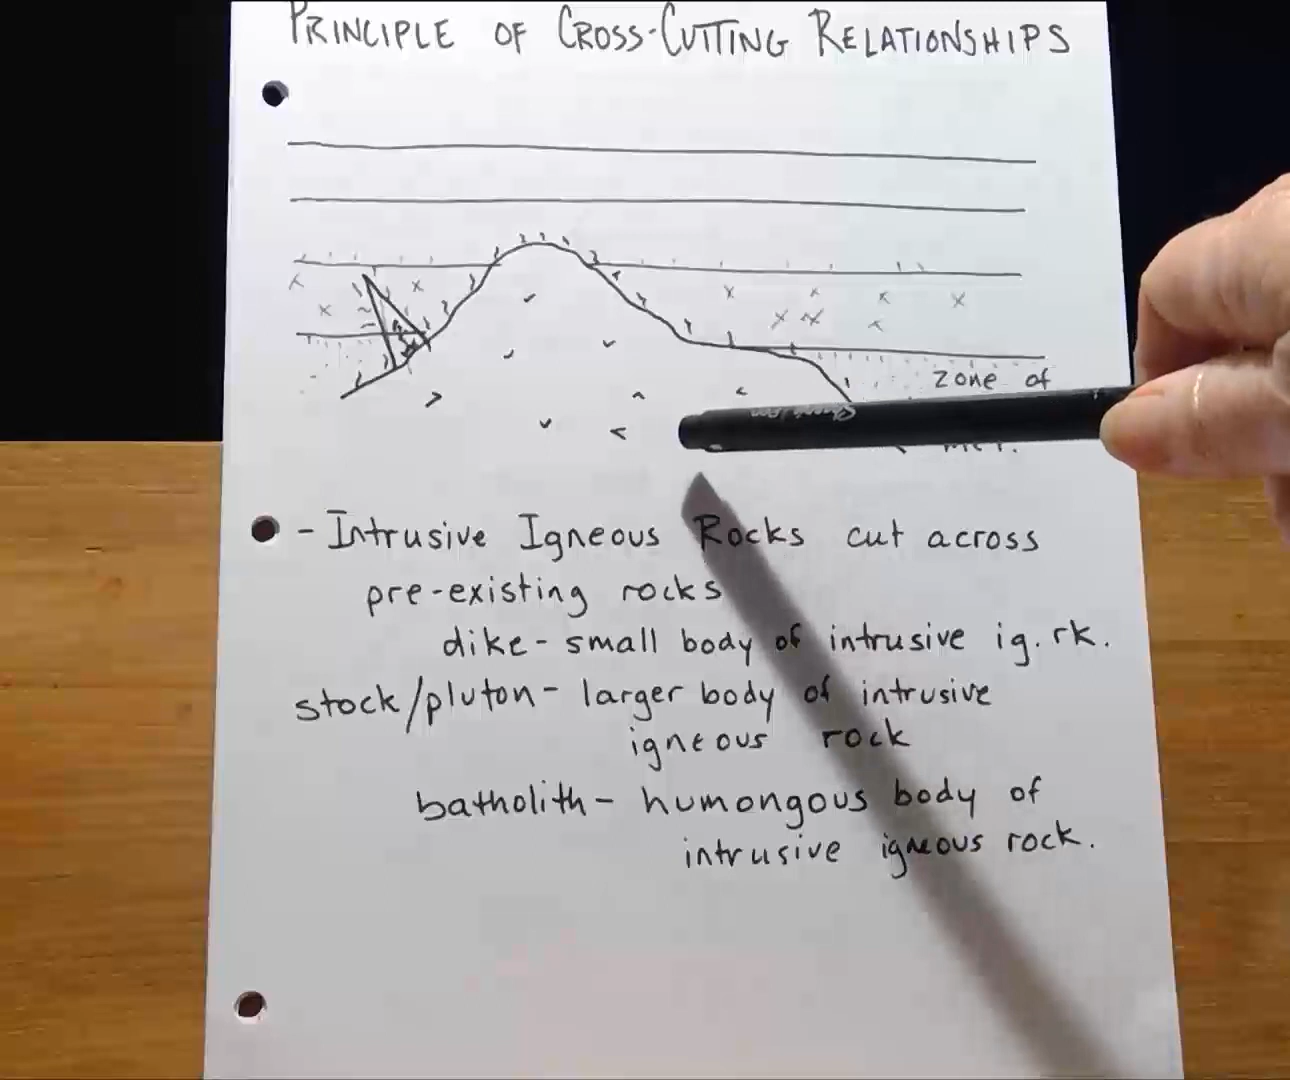 PRINCIPLE OF CROSS-CUTTING RELATIONSHIPS
zone of
met.
- Intrusive Igneous Rocks cut across
pre-existing rocks
dike - small body of intrusive ig. rk.
stock/pluton - larger body of intrusive
igneous rock
batholith - humongous body of
intrusive igneous rock.